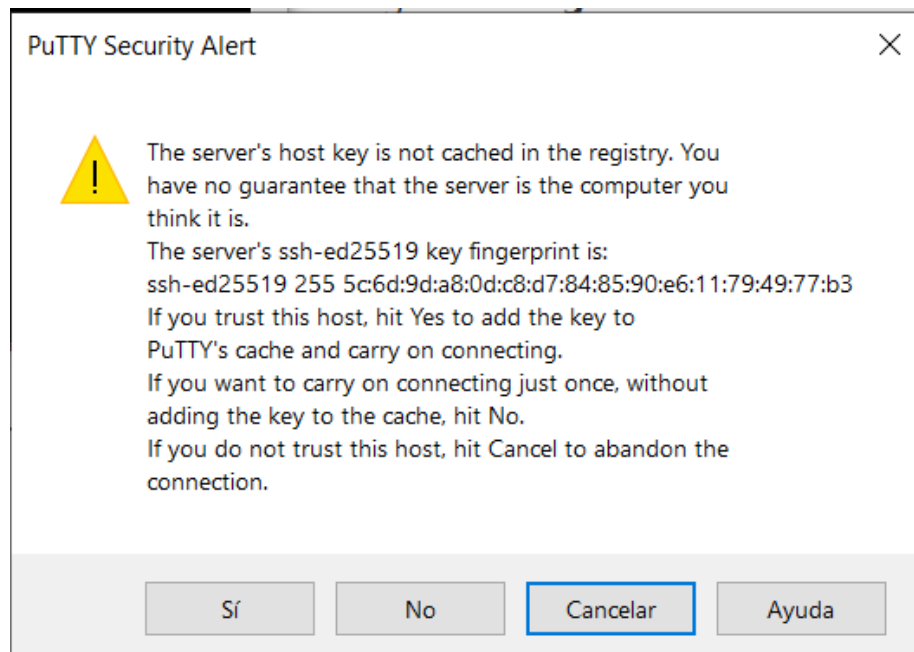 PuTTY Security Alert
The server's host key is not cached in the registry. You
have no guarantee that the server is the computer you
think it is.
The server's ssh-ed25519 key fingerprint is:
ssh-ed25519 255 5c:6d:9d:a8:0d:c8:d7:84:85:90:e6:11:79:49:77:b3
If you trust this host, hit Yes to add the key to
PuTTY's cache and carry on connecting.
If you want to carry on connecting just once, without
adding the key to the cache, hit No.
If you do not trust this host, hit Cancel to abandon the
connection.
Sí No Cancelar Ayuda